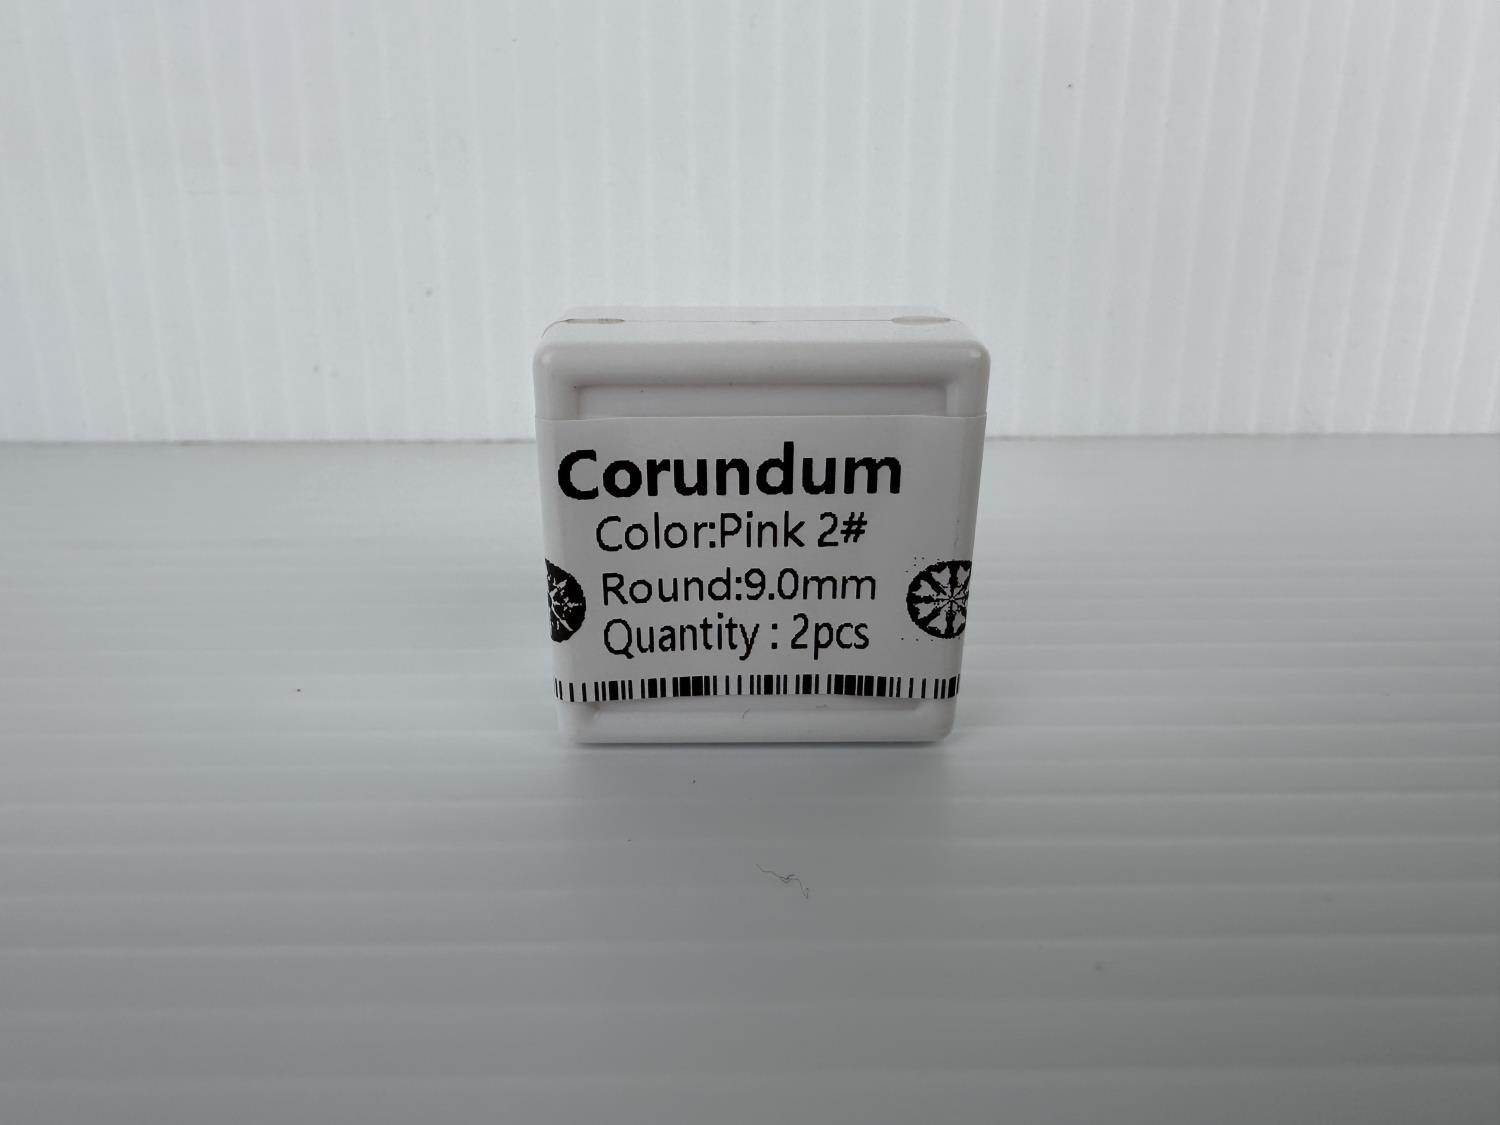 Corundum
Color:Pink 2#
Round:9.0mm
Quantity : 2pcs